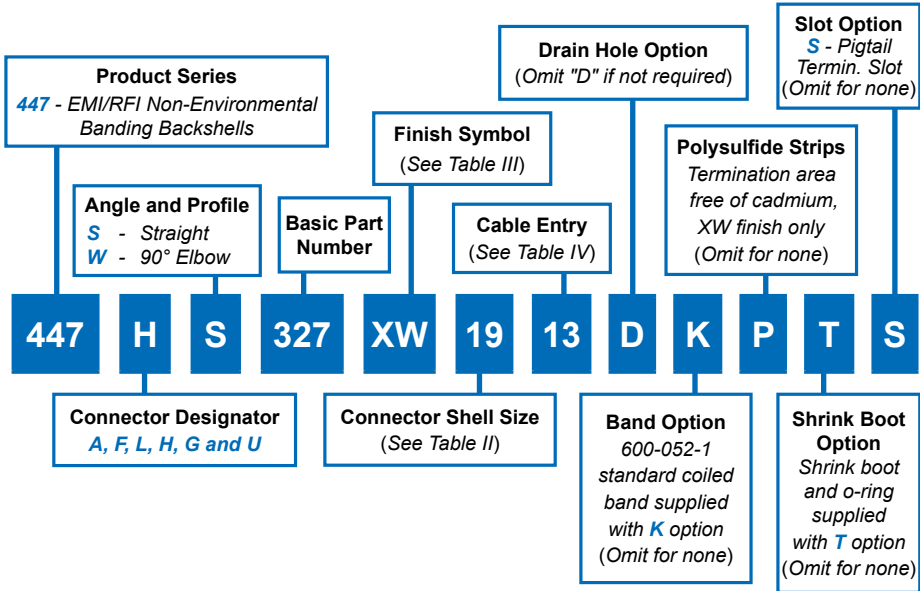 Product Series
447 - EMI/RFI Non-Environmental
Banding Backshells
Angle and Profile
S - Straight
W - 90° Elbow
Basic Part
Number
Finish Symbol
(See Table III)
Cable Entry
(See Table IV)
Drain Hole Option
(Omit "D" if not required)
Polysulfide Strips
Termination area
free of cadmium,
XW finish only
(Omit for none)
Slot Option
S - Pigtail
Termin. Slot
(Omit for none)
447 H S 327 XW 19 13 D K P T S
Connector Designator
A, F, L, H, G and U
Connector Shell Size
(See Table II)
Band Option
600-052-1
standard coiled
band supplied
with K option
(Omit for none)
Shrink Boot
Option
Shrink boot
and o-ring
supplied
with T option
(Omit for none)